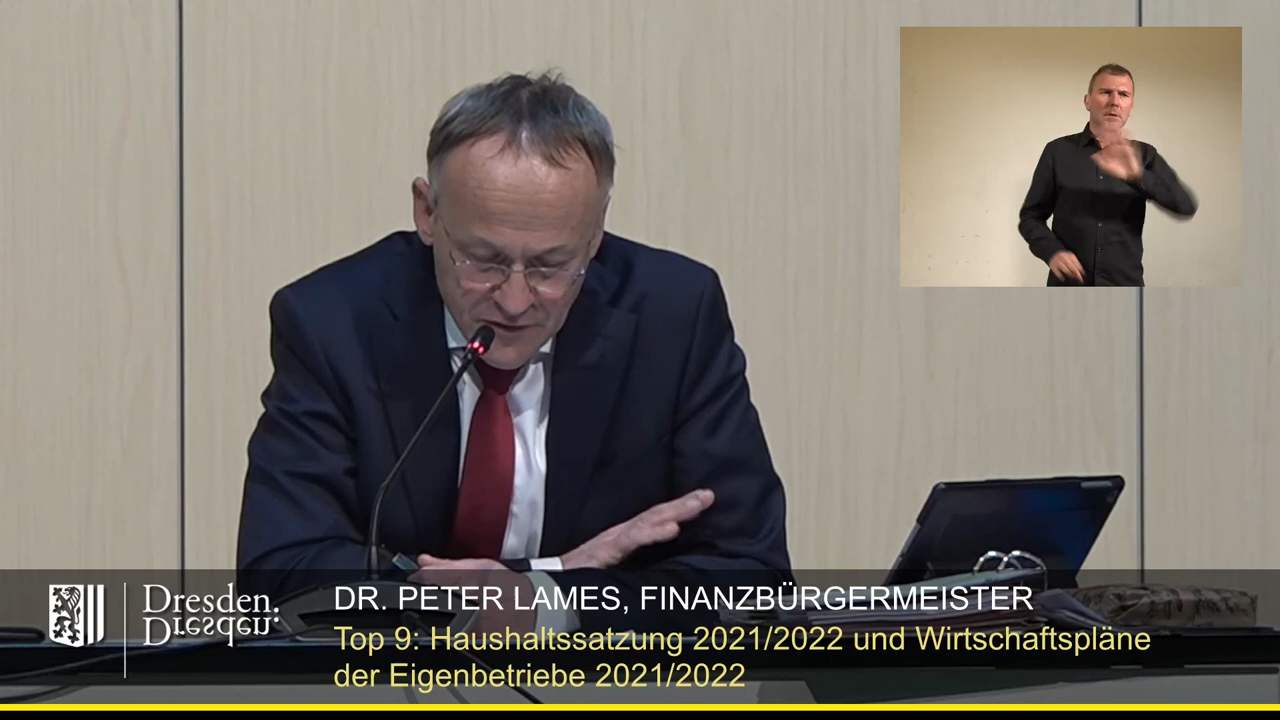 Dresden.
Dresden.
DR. PETER LAMES, FINANZBÜRGERMEISTER
Top 9: Haushaltssatzung 2021/2022 und Wirtschaftspläne
der Eigenbetriebe 2021/2022